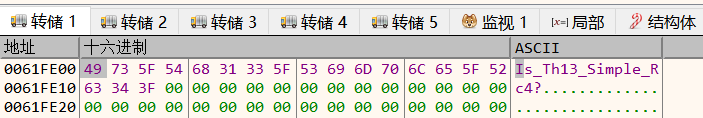 转储 1 转储 2 转储 3 转储 4 转储 5 监视 1 [x=] 局部 结构体
地址 十六进制 ASCII
0061FE00 49 73 5F 54 68 31 33 5F 53 69 6D 70 6C 65 5F 52 Is_Th13_Simple_R
0061FE10 63 34 3F 00 00 00 00 00 00 00 00 00 00 00 00 00 c4?.............
0061FE20 00 00 00 00 00 00 00 00 00 00 00 00 00 00 00 00 ................